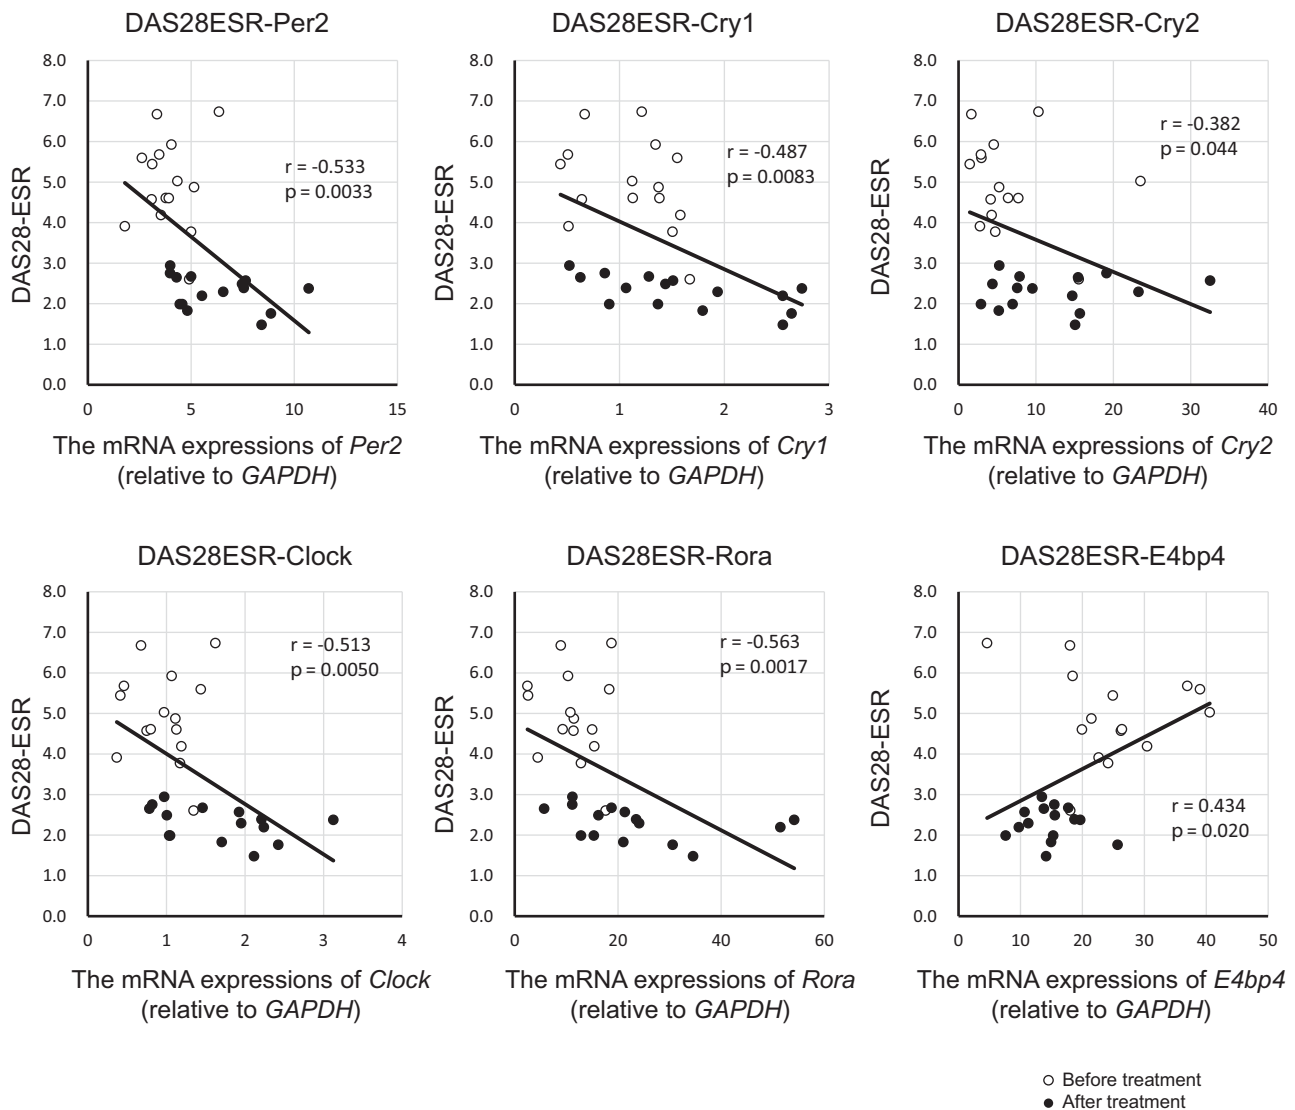 DAS28ESR-Per2
8.0
7.0
6.0
5.0
4.0
3.0
2.0
1.0
0.0
DAS28-ESR
r = -0.533
p = 0.0033
0 5 10 15
The mRNA expressions of Per2
(relative to GAPDH)
DAS28ESR-Cry1
8.0
7.0
6.0
5.0
4.0
3.0
2.0
1.0
0.0
DAS28-ESR
r = -0.487
p = 0.0083
0 1 2 3
The mRNA expressions of Cry1
(relative to GAPDH)
DAS28ESR-Cry2
8.0
7.0
6.0
5.0
4.0
3.0
2.0
1.0
0.0
DAS28-ESR
r = -0.382
p = 0.044
0 10 20 30 40
The mRNA expressions of Cry2
(relative to GAPDH)
DAS28ESR-Clock
8.0
7.0
6.0
5.0
4.0
3.0
2.0
1.0
0.0
DAS28-ESR
r = -0.513
p = 0.0050
0 1 2 3 4
The mRNA expressions of Clock
(relative to GAPDH)
DAS28ESR-Rora
8.0
7.0
6.0
5.0
4.0
3.0
2.0
1.0
0.0
DAS28-ESR
r = -0.563
p = 0.0017
0 20 40 60
The mRNA expressions of Rora
(relative to GAPDH)
DAS28ESR-E4bp4
8.0
7.0
6.0
5.0
4.0
3.0
2.0
1.0
0.0
DAS28-ESR
r = 0.434
p = 0.020
0 10 20 30 40 50
The mRNA expressions of E4bp4
(relative to GAPDH)
Before treatment
After treatment